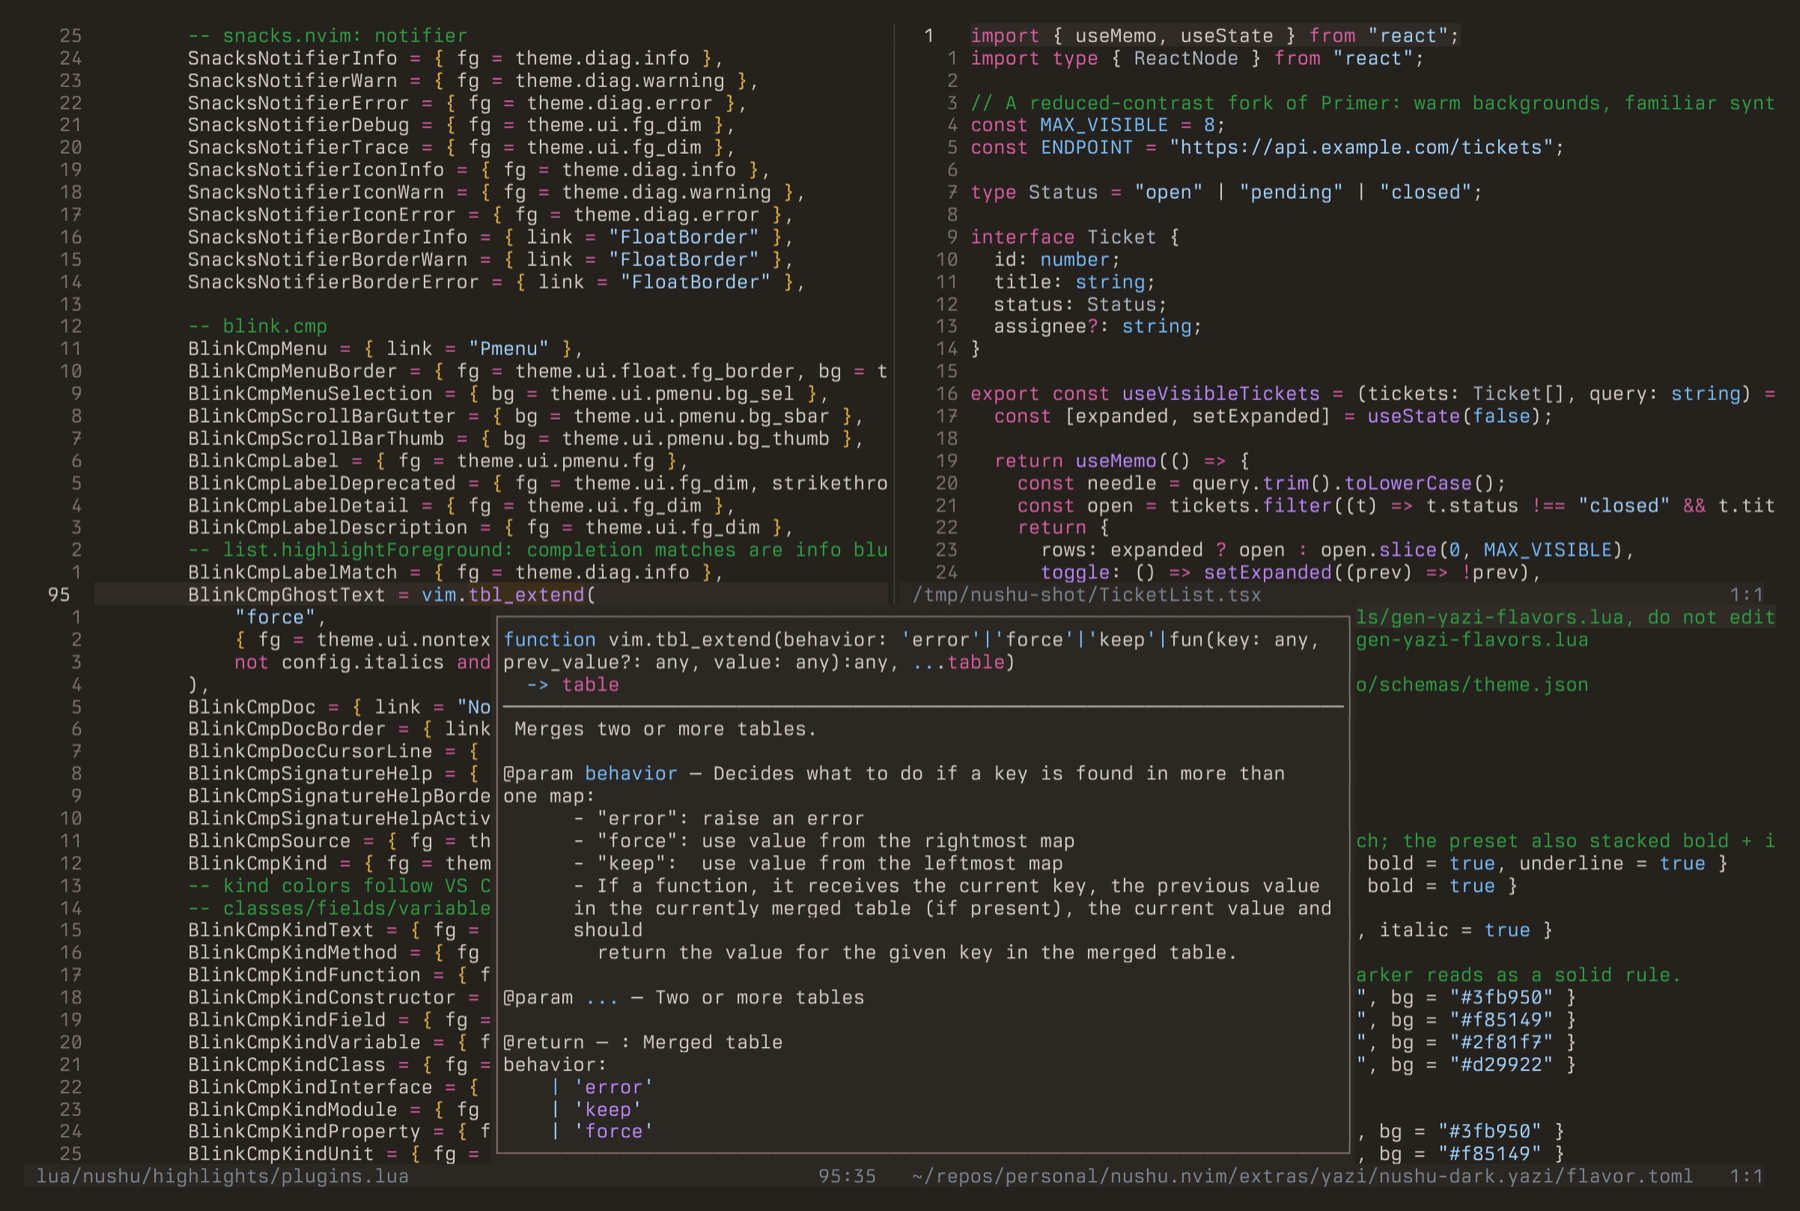 25 -- snacks.nvim: notifier
24 SnacksNotifierInfo = { fg = theme.diag.info },
23 SnacksNotifierWarn = { fg = theme.diag.warning },
22 SnacksNotifierError = { fg = theme.diag.error },
21 SnacksNotifierDebug = { fg = theme.ui.fg_dim },
20 SnacksNotifierTrace = { fg = theme.ui.fg_dim },
19 SnacksNotifierIconInfo = { fg = theme.diag.info },
18 SnacksNotifierIconWarn = { fg = theme.diag.warning },
17 SnacksNotifierIconError = { fg = theme.diag.error },
16 SnacksNotifierBorderInfo = { link = "FloatBorder" },
15 SnacksNotifierBorderWarn = { link = "FloatBorder" },
14 SnacksNotifierBorderError = { link = "FloatBorder" },
13
12 -- blink.cmp
11 BlinkCmpMenu = { link = "Pmenu" },
10 BlinkCmpMenuBorder = { fg = theme.ui.float.fg_border, bg = t
9 BlinkCmpMenuSelection = { bg = theme.ui.pmenu.bg_sel },
8 BlinkCmpScrollBarGutter = { bg = theme.ui.pmenu.bg_sbar },
7 BlinkCmpScrollBarThumb = { bg = theme.ui.pmenu.bg_thumb },
6 BlinkCmpLabel = { fg = theme.ui.pmenu.fg },
5 BlinkCmpLabelDeprecated = { fg = theme.ui.fg_dim, strikethro
4 BlinkCmpLabelDetail = { fg = theme.ui.fg_dim },
3 BlinkCmpLabelDescription = { fg = theme.ui.fg_dim },
2 -- list.highlightForeground: completion matches are info blu
1 BlinkCmpLabelMatch = { fg = theme.diag.info },
95 BlinkCmpGhostText = vim.tbl_extend(
1 "force",
2 { fg = theme.ui.nontex
3 not config.italics and
4 ),
5 BlinkCmpDoc = { link = "No
6 BlinkCmpDocBorder = { link
7 BlinkCmpDocCursorLine = {
8 BlinkCmpSignatureHelp = {
9 BlinkCmpSignatureHelpBorde
10 BlinkCmpSignatureHelpActiv
11 BlinkCmpSource = { fg = th
12 BlinkCmpKind = { fg = them
13 -- kind colors follow VS C
14 -- classes/fields/variable
15 BlinkCmpKindText = { fg =
16 BlinkCmpKindMethod = { fg
17 BlinkCmpKindFunction = { f
18 BlinkCmpKindConstructor =
19 BlinkCmpKindField = { fg =
20 BlinkCmpKindVariable = { f
21 BlinkCmpKindClass = { fg =
22 BlinkCmpKindInterface = {
23 BlinkCmpKindModule = { fg
24 BlinkCmpKindProperty = { f
25 BlinkCmpKindUnit = { fg =
lua/nushu/highlights/plugins.lua 95:35
function vim.tbl_extend(behavior: 'error'|'force'|'keep'|fun(key: any,
prev_value?: any, value: any):any, ...table)
-> table
Merges two or more tables.
@param behavior — Decides what to do if a key is found in more than
one map:
- "error": raise an error
- "force": use value from the rightmost map
- "keep":  use value from the leftmost map
- If a function, it receives the current key, the previous value
in the currently merged table (if present), the current value and
should
return the value for the given key in the merged table.
@param ... — Two or more tables
@return — : Merged table
behavior:
| 'error'
| 'keep'
| 'force'
1 import { useMemo, useState } from "react";
1 import type { ReactNode } from "react";
2
3 // A reduced-contrast fork of Primer: warm backgrounds, familiar synt
4 const MAX_VISIBLE = 8;
5 const ENDPOINT = "https://api.example.com/tickets";
6
7 type Status = "open" | "pending" | "closed";
8
9 interface Ticket {
10 id: number;
11 title: string;
12 status: Status;
13 assignee?: string;
14 }
15
16 export const useVisibleTickets = (tickets: Ticket[], query: string) =
17 const [expanded, setExpanded] = useState(false);
18
19 return useMemo(() => {
20 const needle = query.trim().toLowerCase();
21 const open = tickets.filter((t) => t.status !== "closed" && t.tit
22 return {
23 rows: expanded ? open : open.slice(0, MAX_VISIBLE),
24 toggle: () => setExpanded((prev) => !prev),
/tmp/nushu-shot/TicketList.tsx 1:1
ls/gen-yazi-flavors.lua, do not edit
gen-yazi-flavors.lua
o/schemas/theme.json
ch; the preset also stacked bold + i
bold = true, underline = true }
bold = true }
, italic = true }
arker reads as a solid rule.
", bg = "#3fb950" }
", bg = "#f85149" }
", bg = "#2f81f7" }
", bg = "#d29922" }
, bg = "#3fb950" }
, bg = "#f85149" }
~/repos/personal/nushu.nvim/extras/yazi/nushu-dark.yazi/flavor.toml 1:1